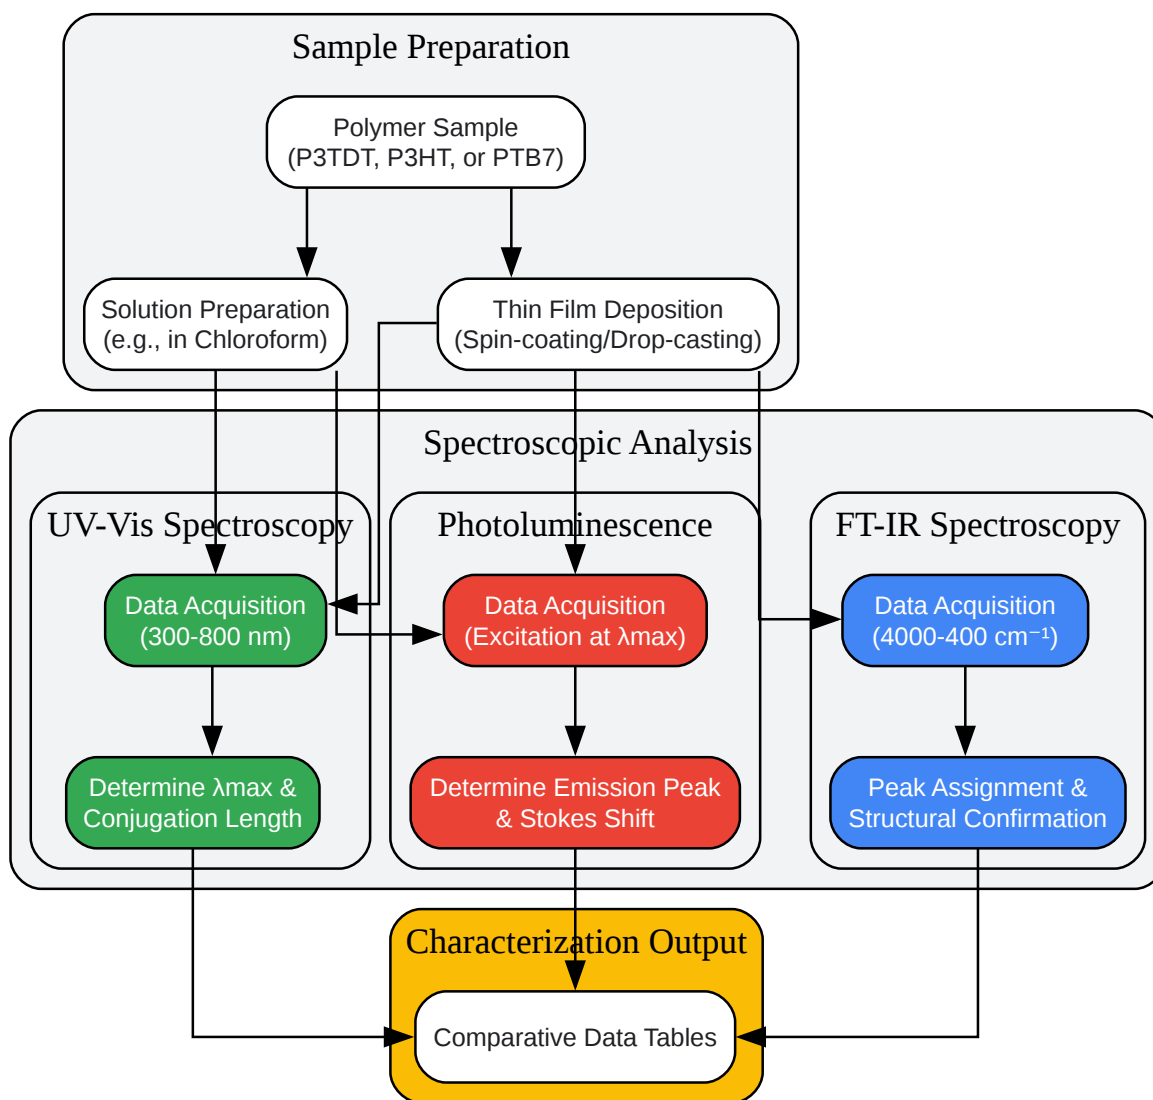 Sample Preparation
Polymer Sample
(P3TDT, P3HT, or PTB7)
Solution Preparation
(e.g., in Chloroform)
Thin Film Deposition
(Spin-coating/Drop-casting)
Spectroscopic Analysis
UV-Vis Spectroscopy
Data Acquisition
(300-800 nm)
Determine λmax &
Conjugation Length
Photoluminescence
Data Acquisition
(Excitation at λmax)
Determine Emission Peak
& Stokes Shift
FT-IR Spectroscopy
Data Acquisition
(4000-400 cm⁻¹)
Peak Assignment &
Structural Confirmation
Characterization Output
Comparative Data Tables